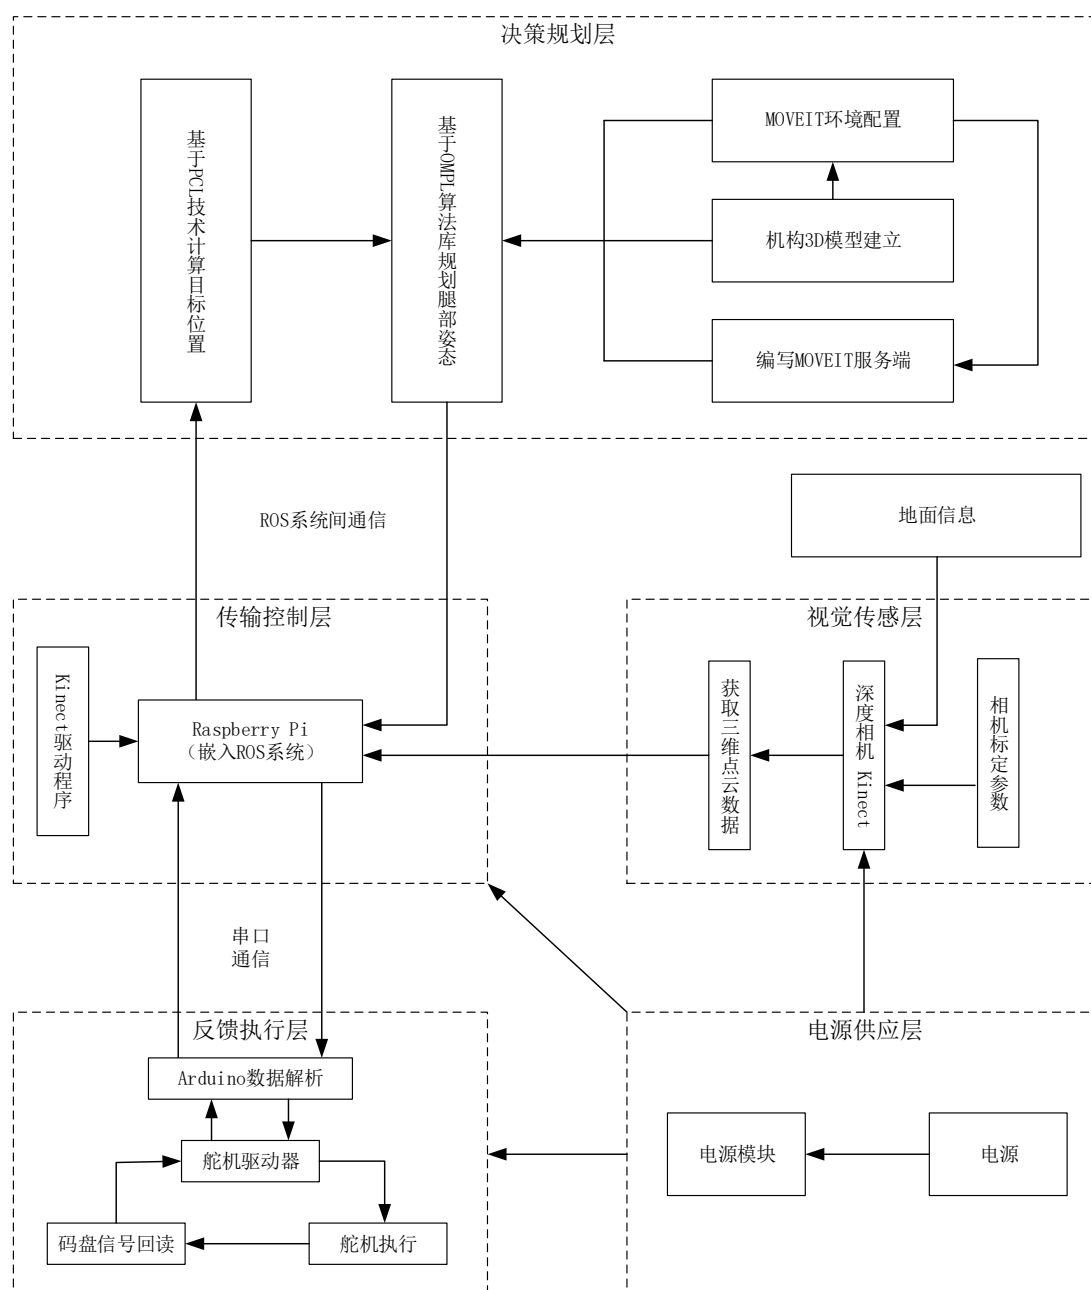 决策规划层
基于PCL技术计算目标位置
基于OMPL算法库规划腿部姿态
MOVEIT环境配置
机构3D模型建立
编写MOVEIT服务端
ROS系统间通信
地面信息
传输控制层
Kinect驱动程序
Raspberry Pi
（嵌入ROS系统）
视觉传感层
获取三维点云数据
深度相机 Kinect
相机标定参数
串口
通信
反馈执行层
Arduino数据解析
舵机驱动器
码盘信号回读
舵机执行
电源供应层
电源模块
电源